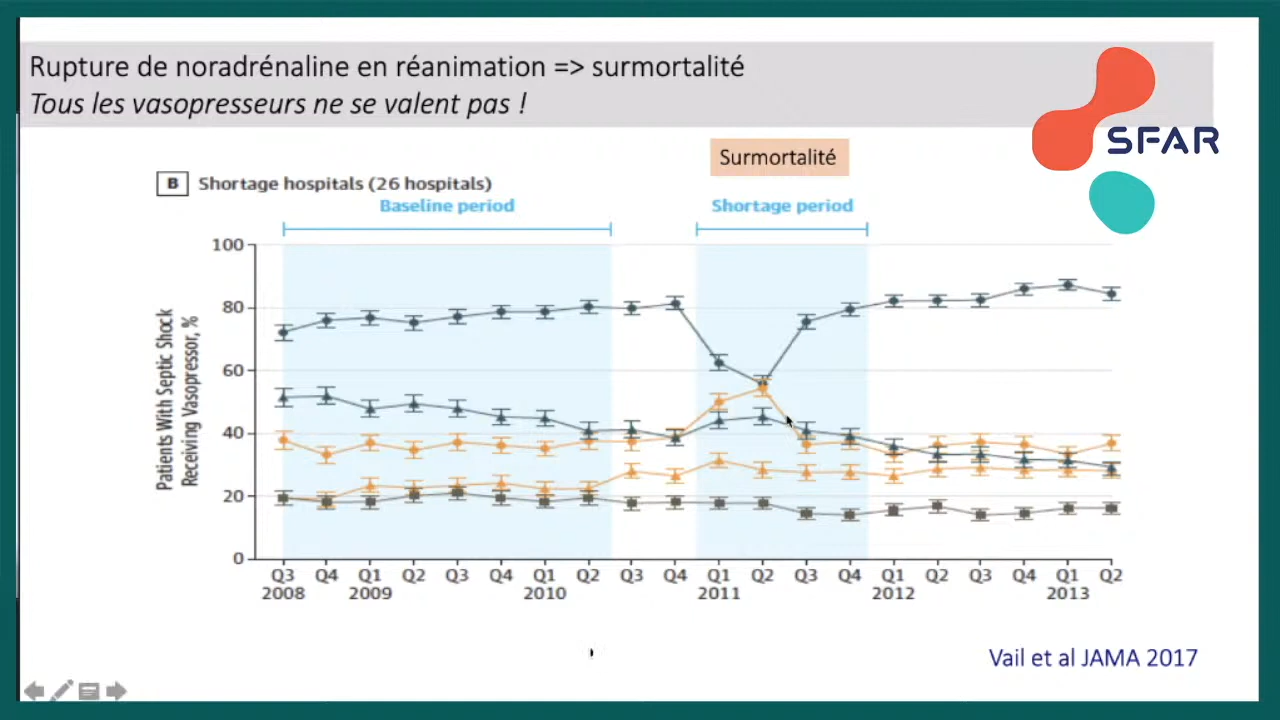 Rupture de noradrénaline en réanimation => surmortalité
Tous les vasopresseurs ne se valent pas !
SFAR
Surmortalité
B Shortage hospitals (26 hospitals)
Baseline period
Shortage period
Patients With Septic Shock
Receiving Vasopressor, %
100
80
60
40
20
0
Q3 Q4 Q1 Q2 Q3 Q4 Q1 Q2 Q3 Q4 Q1 Q2 Q3 Q4 Q1 Q2 Q3 Q4 Q1 Q2
2008 2009 2010 2011 2012 2013
Vail et al JAMA 2017